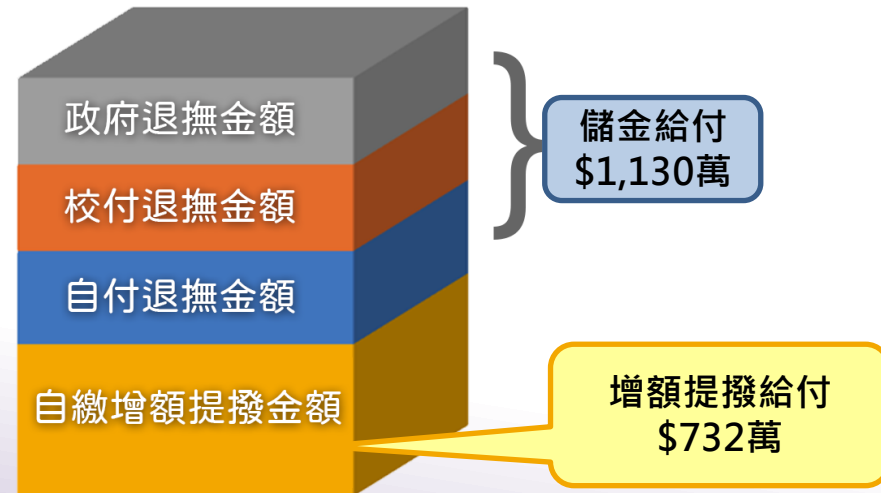 政府退撫金額
校付退撫金額
自付退撫金額
自繳增額提撥金額
儲金給付
$1,130萬
增額提撥給付
$732萬